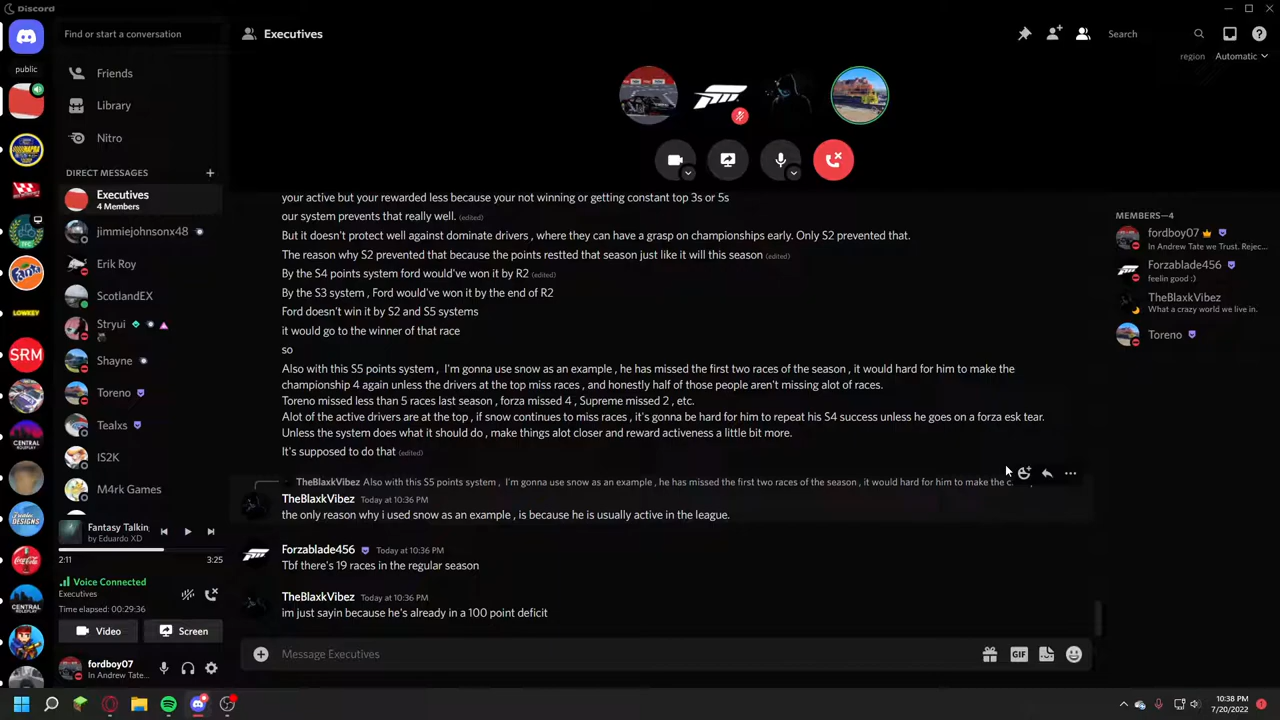 Discord
Find or start a conversation
Executives
Search
region Automatic
public
Friends
Library
Nitro
DIRECT MESSAGES
Executives
4 Members
jimmiejohnsonx48
Erik Roy
ScotlandEX
Stryui
Shayne
Toreno
Tealxs
IS2K
M4rk Games
LOWKEY
SRM
CENTRAL
Fantasy
DESIGNS
Coca-Cola
CENTRAL
Fantasy Talkin
by Eduardo XD
2:11
3:25
Voice Connected
Executives
Time elapsed: 00:29:36
Video
Screen
fordboy07
In Andrew Tate
your active but your rewarded less because your not winning or getting constant top 3s or 5s
our system prevents that really well. (edited)
But it doesn't protect well against dominate drivers , where they can have a grasp on championships early. Only S2 prevented that.
The reason why S2 prevented that because the points restted that season just like it will this season (edited)
By the S4 points system ford would've won it by R2 (edited)
By the S3 system , Ford would've won it by the end of R2
Ford doesn't win it by S2 and S5 systems
it would go to the winner of that race
so
Also with this S5 points system , I'm gonna use snow as an example , he has missed the first two races of the season , it would hard for him to make the
championship 4 again unless the drivers at the top miss races , and honestly half of those people aren't missing alot of races.
Toreno missed less than 5 races last season , forza missed 4 , Supreme missed 2 , etc.
Alot of the active drivers are at the top , if snow continues to miss races , it's gonna be hard for him to repeat his S4 success unless he goes on a forza esk tear.
Unless the system does what it should do , make things alot closer and reward activeness a little bit more.
It's supposed to do that (edited)
TheBlaxkVibez Also with this S5 points system , I'm gonna use snow as an example , he has missed the first two races of the season , it would hard for him to make the c...
TheBlaxkVibez Today at 10:36 PM
the only reason why i used snow as an example , is because he is usually active in the league.
Forzablade456 Today at 10:36 PM
Tbf there's 19 races in the regular season
TheBlaxkVibez Today at 10:36 PM
im just sayin because he's already in a 100 point deficit
Message Executives
GIF
MEMBERS—4
fordboy07
In Andrew Tate we Trust. Rejec...
Forzablade456
feelin good :)
TheBlaxkVibez
What a crazy world we live in.
Toreno
10:38 PM
7/20/2022